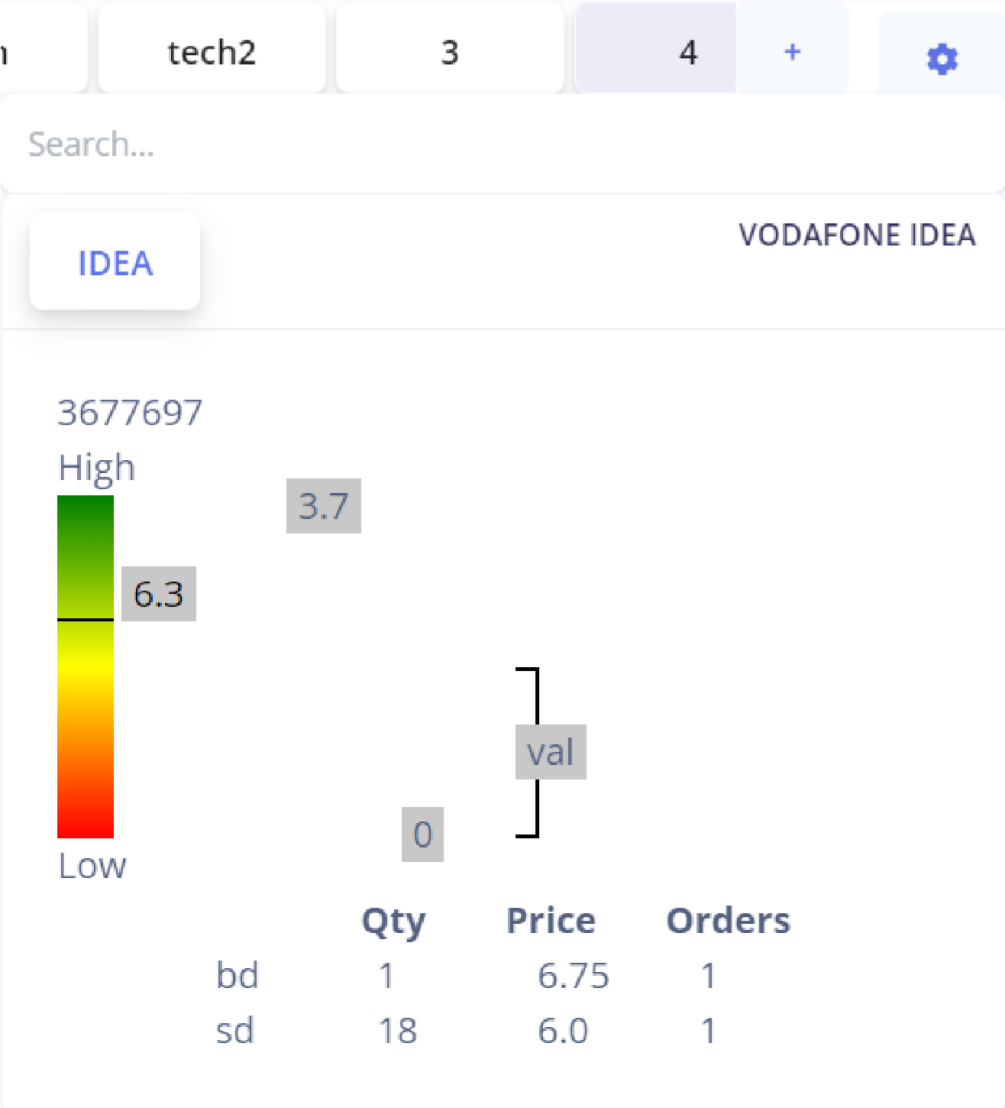 tech2 3 4 +
Search...
IDEA VODAFONE IDEA
3677697
High
3.7
6.3
val
0
Low
Qty Price Orders
bd 1 6.75 1
sd 18 6.0 1